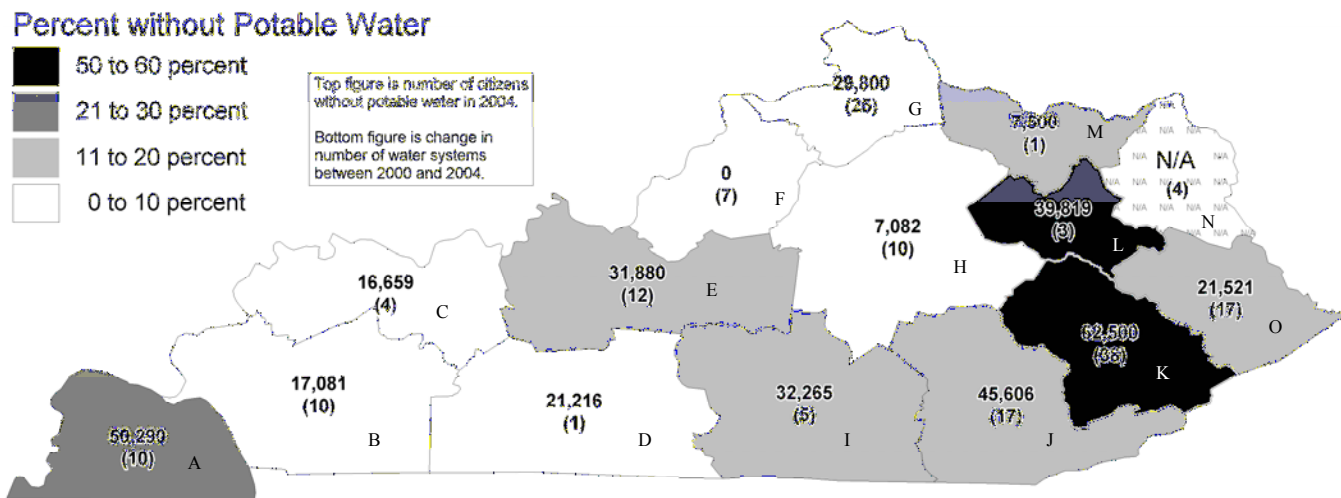 Percent without Potable Water
50 to 60 percent
21 to 30 percent
11 to 20 percent
0 to 10 percent
Top figure is number of citizens
without potable water in 2004.
Bottom figure is change in
number of water systems
between 2000 and 2004.
29,800
(25)
G
7,500
(1)
M
N/A
(4)
N
0
(7)
F
7,082
(10)
H
39,819
(3)
L
16,659
(4)
C
31,880
(12)
E
21,521
(17)
O
62,500
(36)
K
17,081
(10)
B
21,216
(1)
D
32,265
(5)
I
45,606
(17)
J
50,290
(10)
A